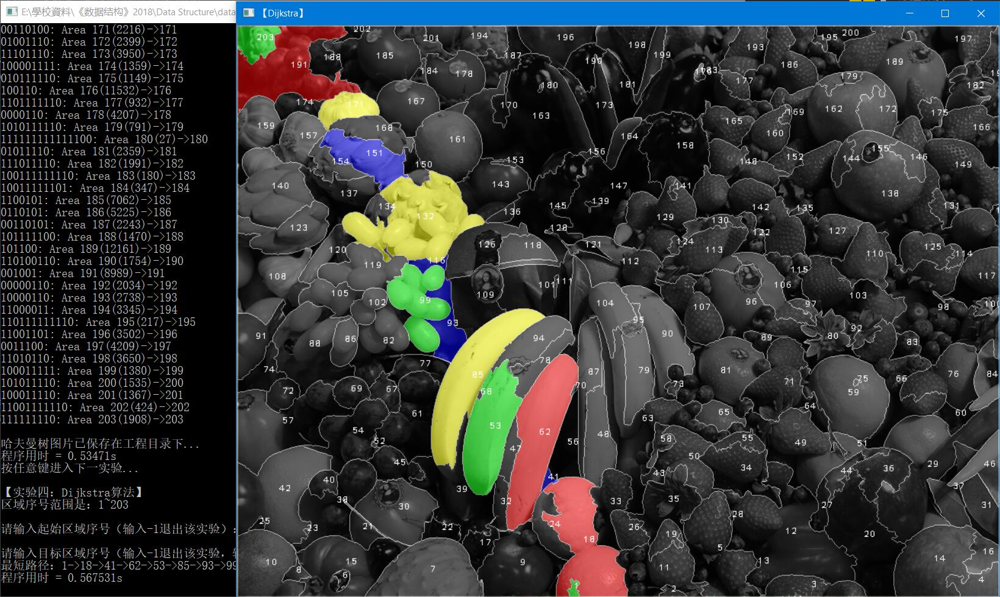 E:\學校資料\《数据结构》2018\Data Structure\data
【Dijkstra】
00110100: Area 171(2216)->171
01001110: Area 172(2399)->172
11101110: Area 173(3950)->173
100001111: Area 174(1359)->174
010111110: Area 175(1149)->175
100110: Area 176(11532)->176
1101111110: Area 177(932)->177
0000110: Area 178(4207)->178
1010111110: Area 179(791)->179
111111111111100: Area 180(27)->180
01011110: Area 181(2359)->181
111011110: Area 182(1991)->182
100111111110: Area 183(180)->183
10011111101: Area 184(347)->184
1100101: Area 185(7062)->185
0110101: Area 186(5225)->186
00110101: Area 187(2243)->187
101111100: Area 188(1470)->188
101100: Area 189(12161)->189
110100110: Area 190(1754)->190
001001: Area 191(8989)->191
00000110: Area 192(2034)->192
10000110: Area 193(2738)->193
11000011: Area 194(3345)->194
110111111110: Area 195(217)->195
11001101: Area 196(3502)->196
0011100: Area 197(4209)->197
11010110: Area 198(3650)->198
100011111: Area 199(1380)->199
101011110: Area 200(1535)->200
100011110: Area 201(1367)->201
11001111110: Area 202(424)->202
111111110: Area 203(1908)->203
哈夫曼树图片已保存在工程目录下...
程序用时 = 0.53471s
按任意键进入下一实验...
【实验四：Dijkstra算法】
区域序号范围是：1~203
请输入起始区域序号（输入-1退出该实验）：
请输入目标区域序号（输入-1退出该实验，
最短路径：1->18->41->62->53->85->93->99
程序用时 = 0.567531s
203 202 201 194 196 198 195 200 197
191 188 185 187 190 199 193 186 189
184 178 180 181 177 179 182
174 171 167 170 163 173 169 162 172 175
159 157 168 161 164 165 160 166
154 151 150 153 156 158 148 152 144 155 146 149
140 137 143 147 141 138
134 132 136 145 139 129 142 135 131
123 128 130 122 127
120 126 118 121 124 113 110 125 114
119 116 112 115
108 105 102 99 109 101 111 106 103 117
93 104 95 107 96 97 98
91 88 86 82 94 90 89 80 92 83
74 77 85 78 87 79 81 76 84
72 69 67 68 70 73 71 59 75 66
57 61 53 62 63 65 64 60
54 52 47 56 48 58 55 49 51
45 41 43 50 34 44 36 29 46
42 40 39 37
38 30 32 33 35 27 31
25 23 21 22 24 26 28
17 18 19 5 12 20
10 8 15 6 7 9 11 13 14 16
1 2 3 4